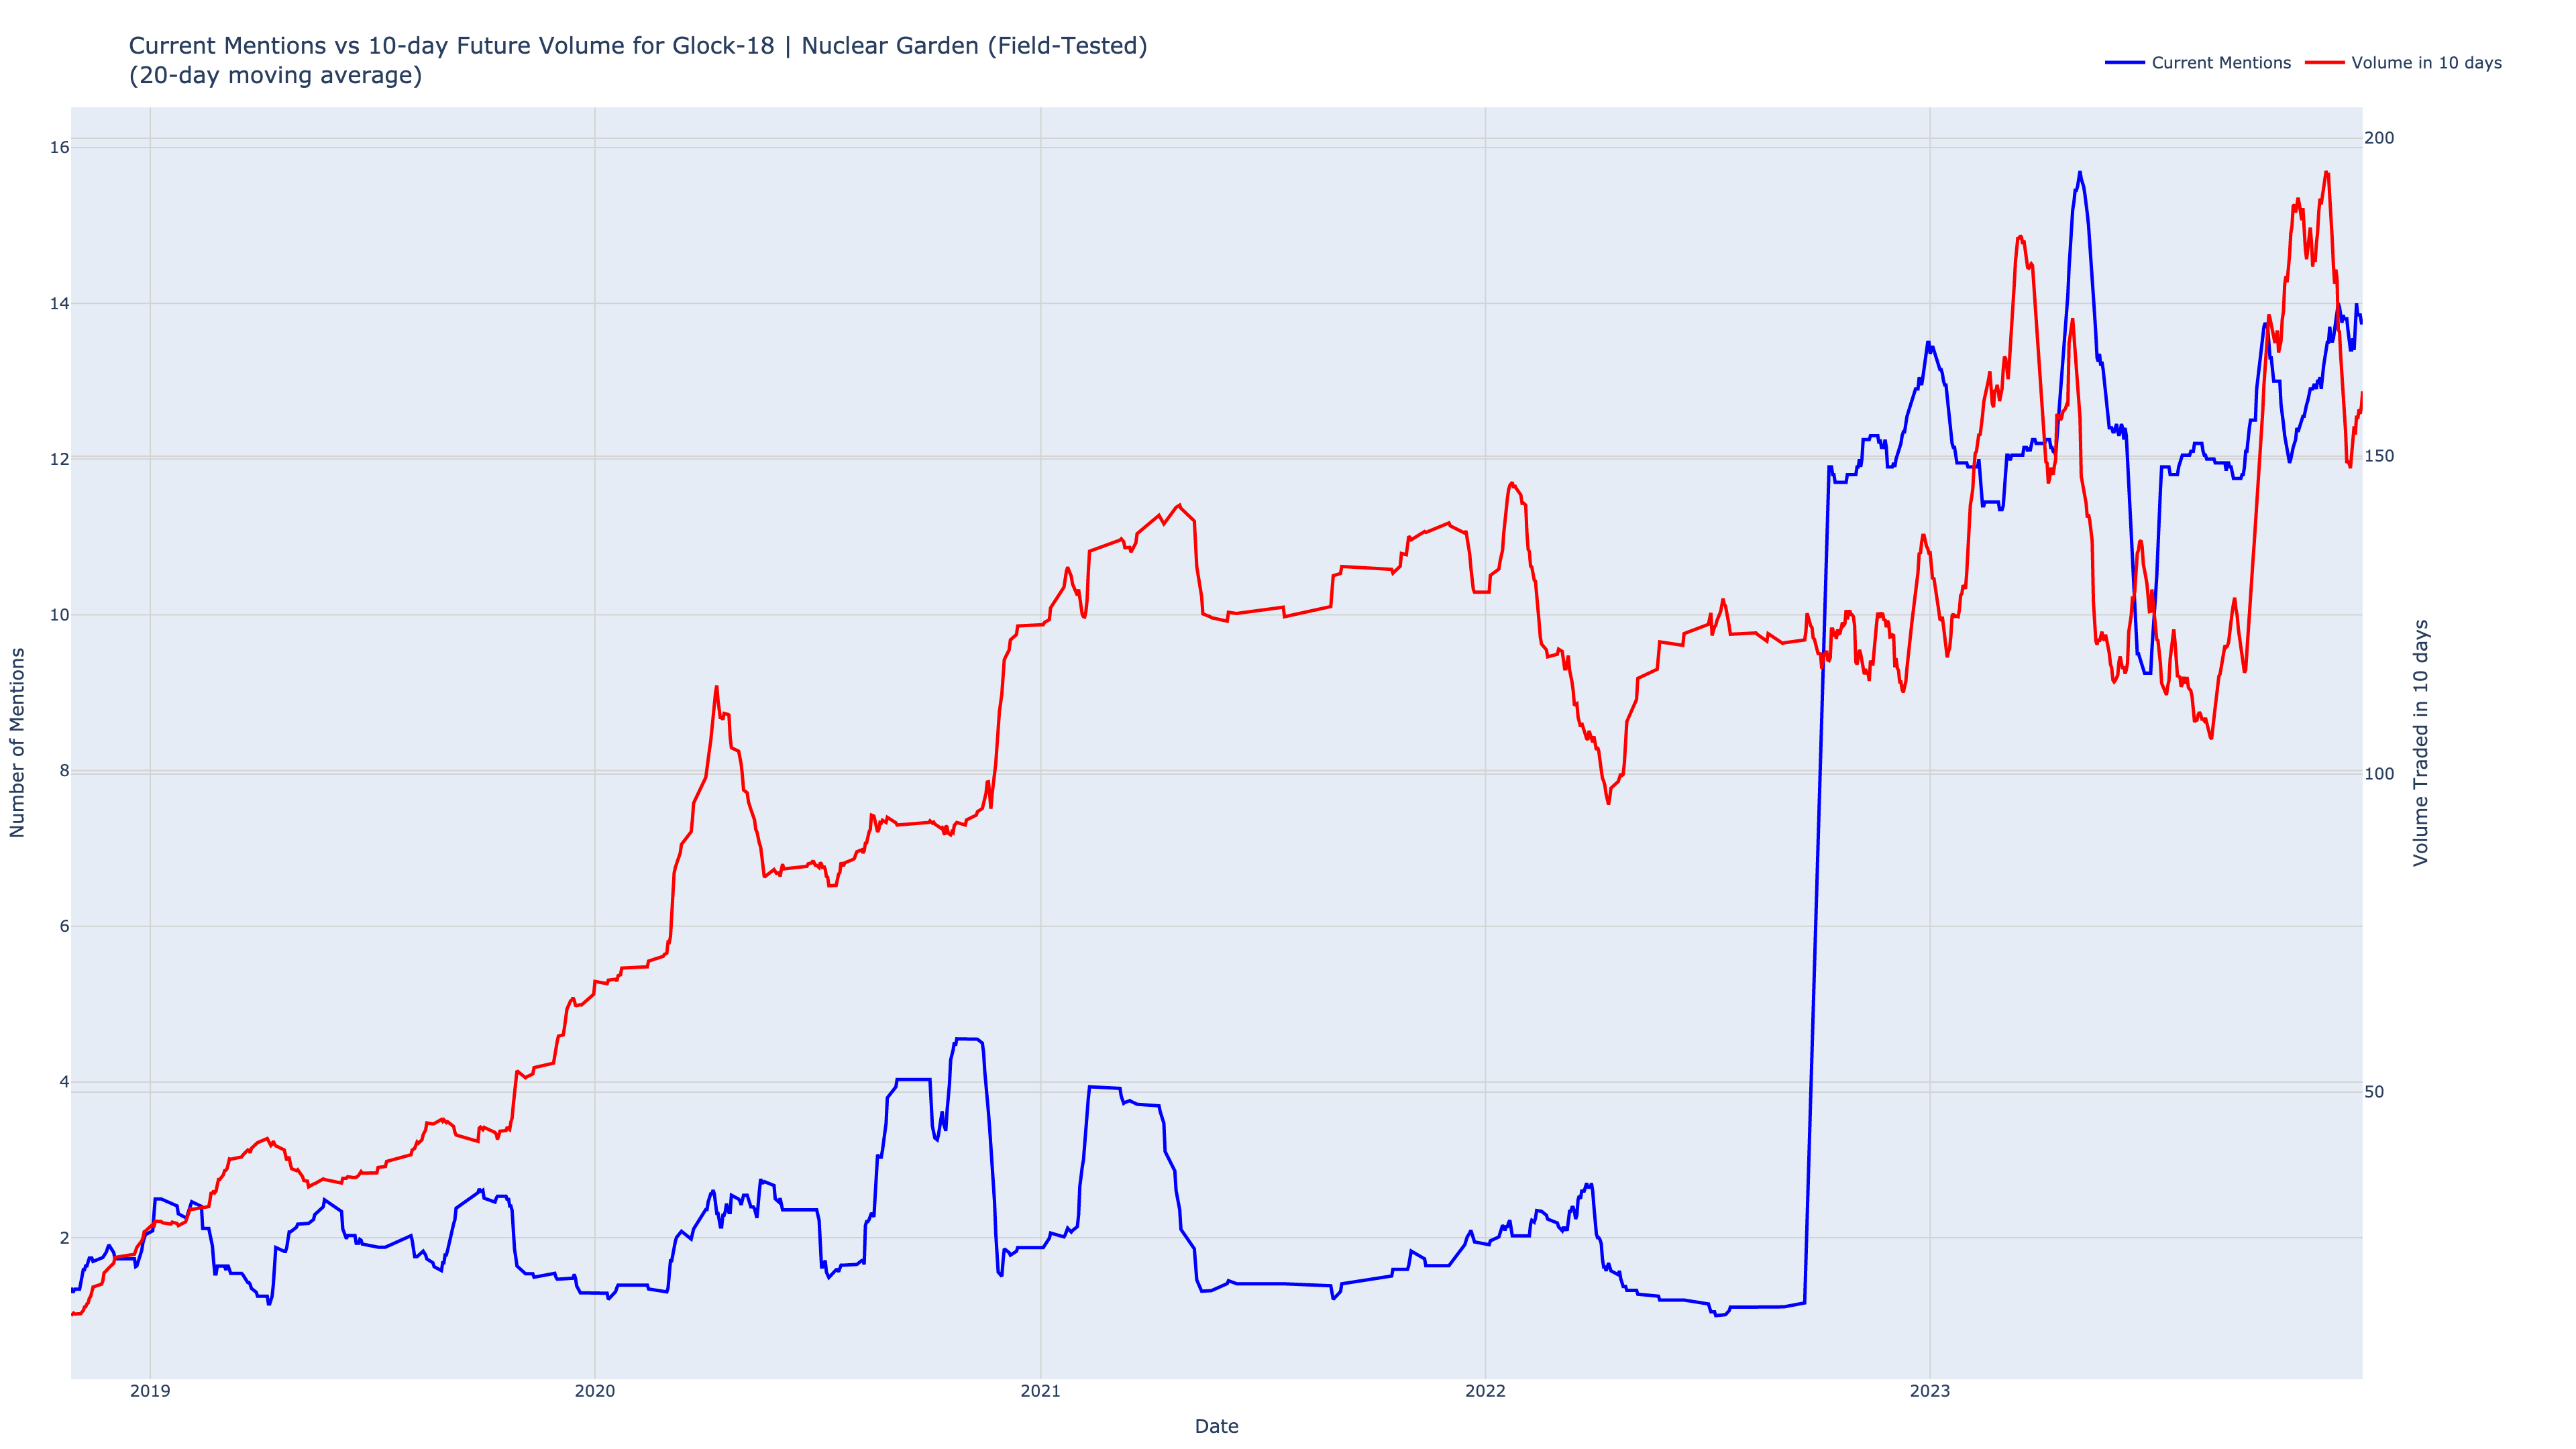 Current Mentions vs 10-day Future Volume for Glock-18 | Nuclear Garden (Field-Tested)
(20-day moving average)
Current Mentions
Volume in 10 days
16
14
12
10
8
6
4
2
Number of Mentions
200
150
100
50
Volume Traded in 10 days
2019
2020
2021
2022
2023
Date